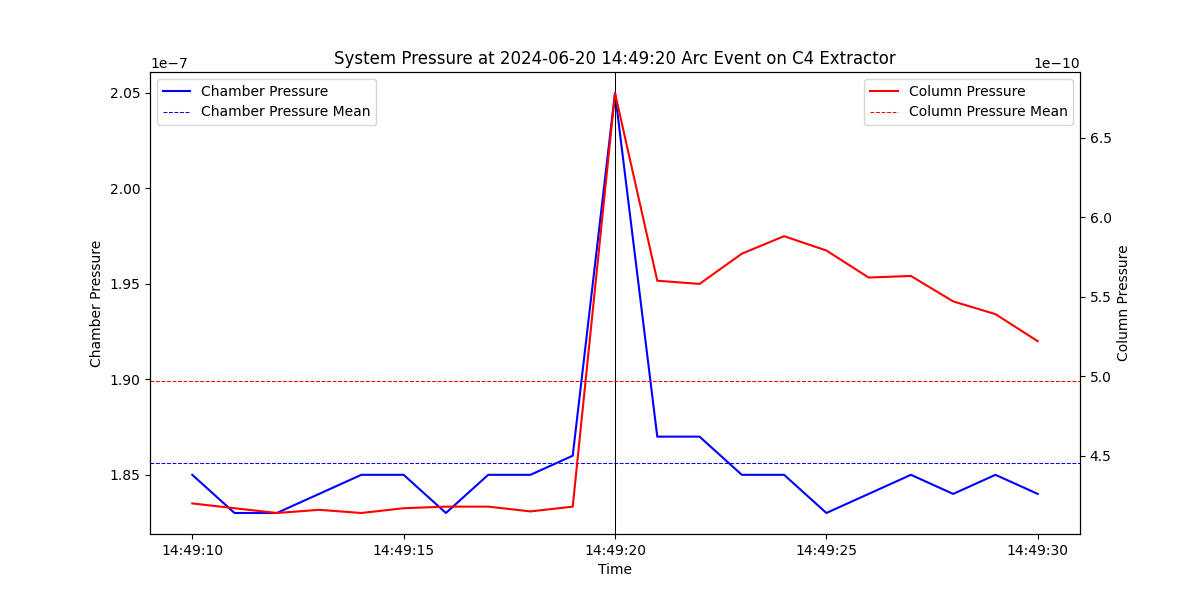 System Pressure at 2024-06-20 14:49:20 Arc Event on C4 Extractor
1e−7
1e−10
Chamber Pressure
Chamber Pressure Mean
Column Pressure
Column Pressure Mean
2.05
2.00
1.95
1.90
1.85
Chamber Pressure
6.5
6.0
5.5
5.0
4.5
Column Pressure
14:49:10
14:49:15
14:49:20
14:49:25
14:49:30
Time